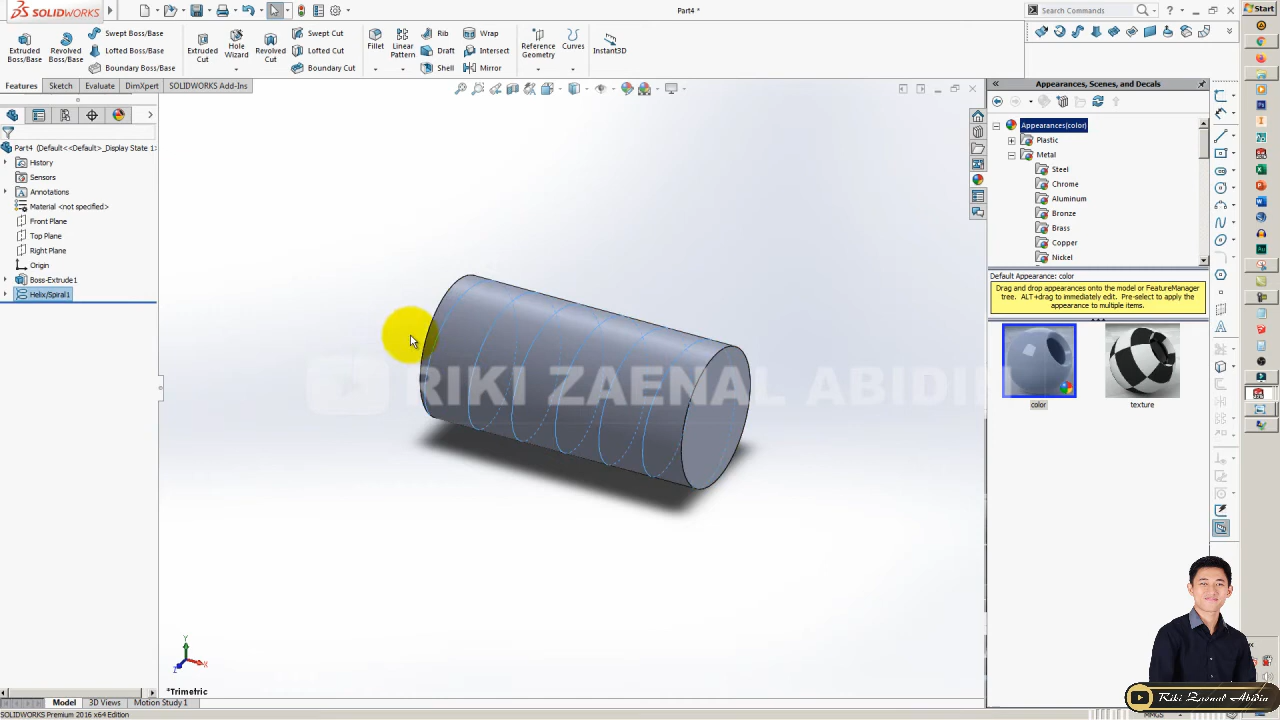 SOLIDWORKS
Part4 *
Search Commands
Start
Extruded Boss/Base
Revolved Boss/Base
Swept Boss/Base
Lofted Boss/Base
Boundary Boss/Base
Extruded Cut
Hole Wizard
Revolved Cut
Swept Cut
Lofted Cut
Boundary Cut
Fillet
Linear Pattern
Rib
Draft
Shell
Wrap
Intersect
Mirror
Reference Geometry
Curves
Instant3D
Features
Sketch
Evaluate
DimXpert
SOLIDWORKS Add-Ins
Part4 (Default<<Default>_Display State 1>
History
Sensors
Annotations
Material <not specified>
Front Plane
Top Plane
Right Plane
Origin
Boss-Extrude1
Helix/Spiral1
RIKI ZAENAL ABIDIN
Y
X
Z
*Trimetric
Appearances, Scenes, and Decals
Appearances(color)
Plastic
Metal
Steel
Chrome
Aluminum
Bronze
Brass
Copper
Nickel
Default Appearance: color
Drag and drop appearances onto the model or FeatureManager
tree. ALT+drag to immediately edit. Pre-select to apply the
appearance to multiple items.
color
texture
Model
3D Views
Motion Study 1
SOLIDWORKS Premium 2016 x64 Edition
MMGS
Riki Zaenal Abidin